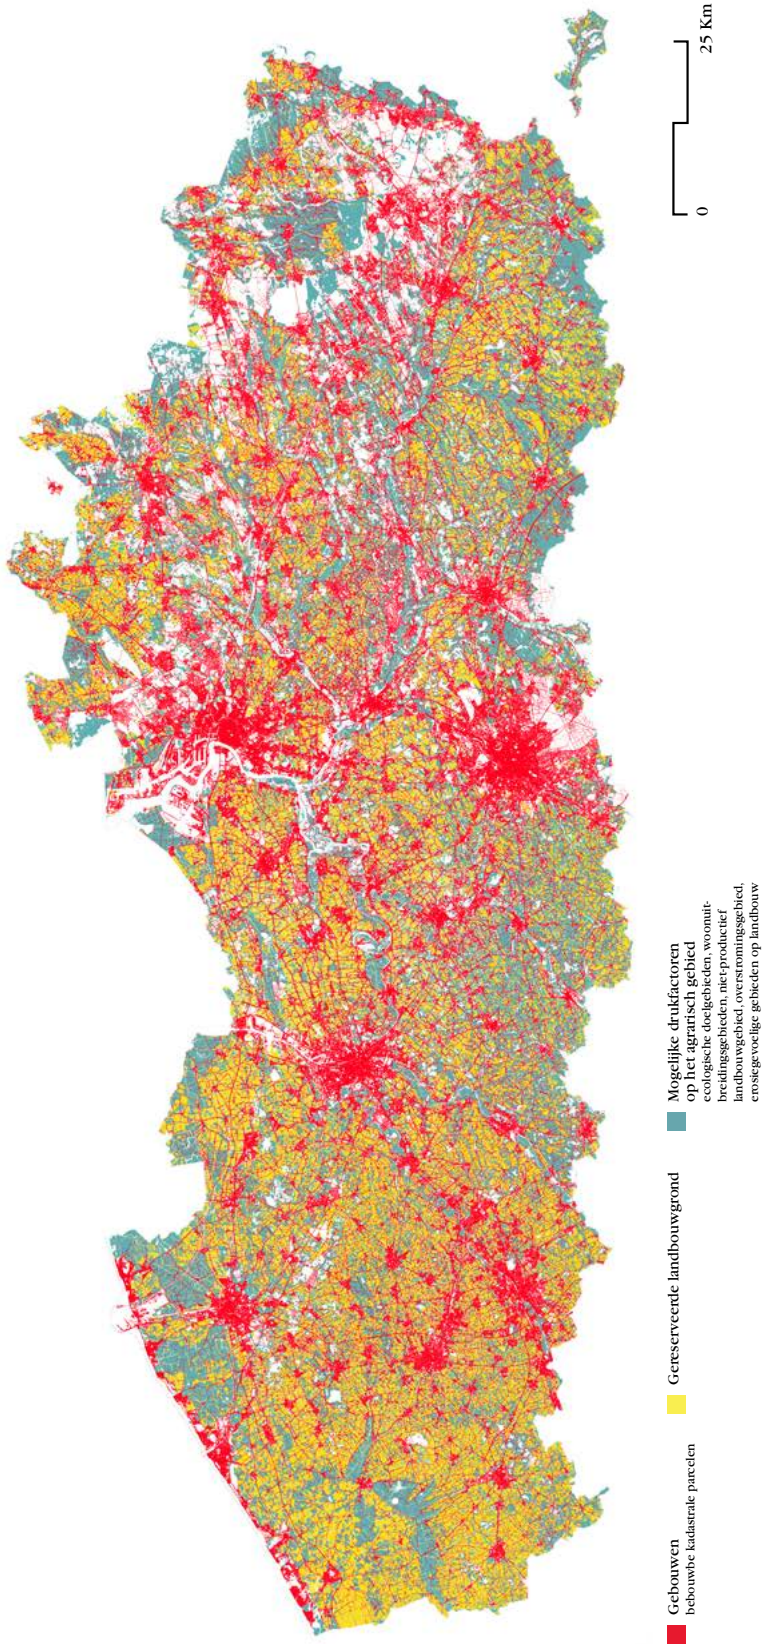 Gebouwen
bebouwbe kadastrale parcelen
Gereserveerde landbouwgrond
Mogelijke drukfactoren
op het agrarisch gebied
ecologische doelgebieden, woonuit-
breidingsgebieden, niet-productief
landbouwgebied, overstromingsgebied,
erosiegevoelige gebieden op landbouw
0
25 Km